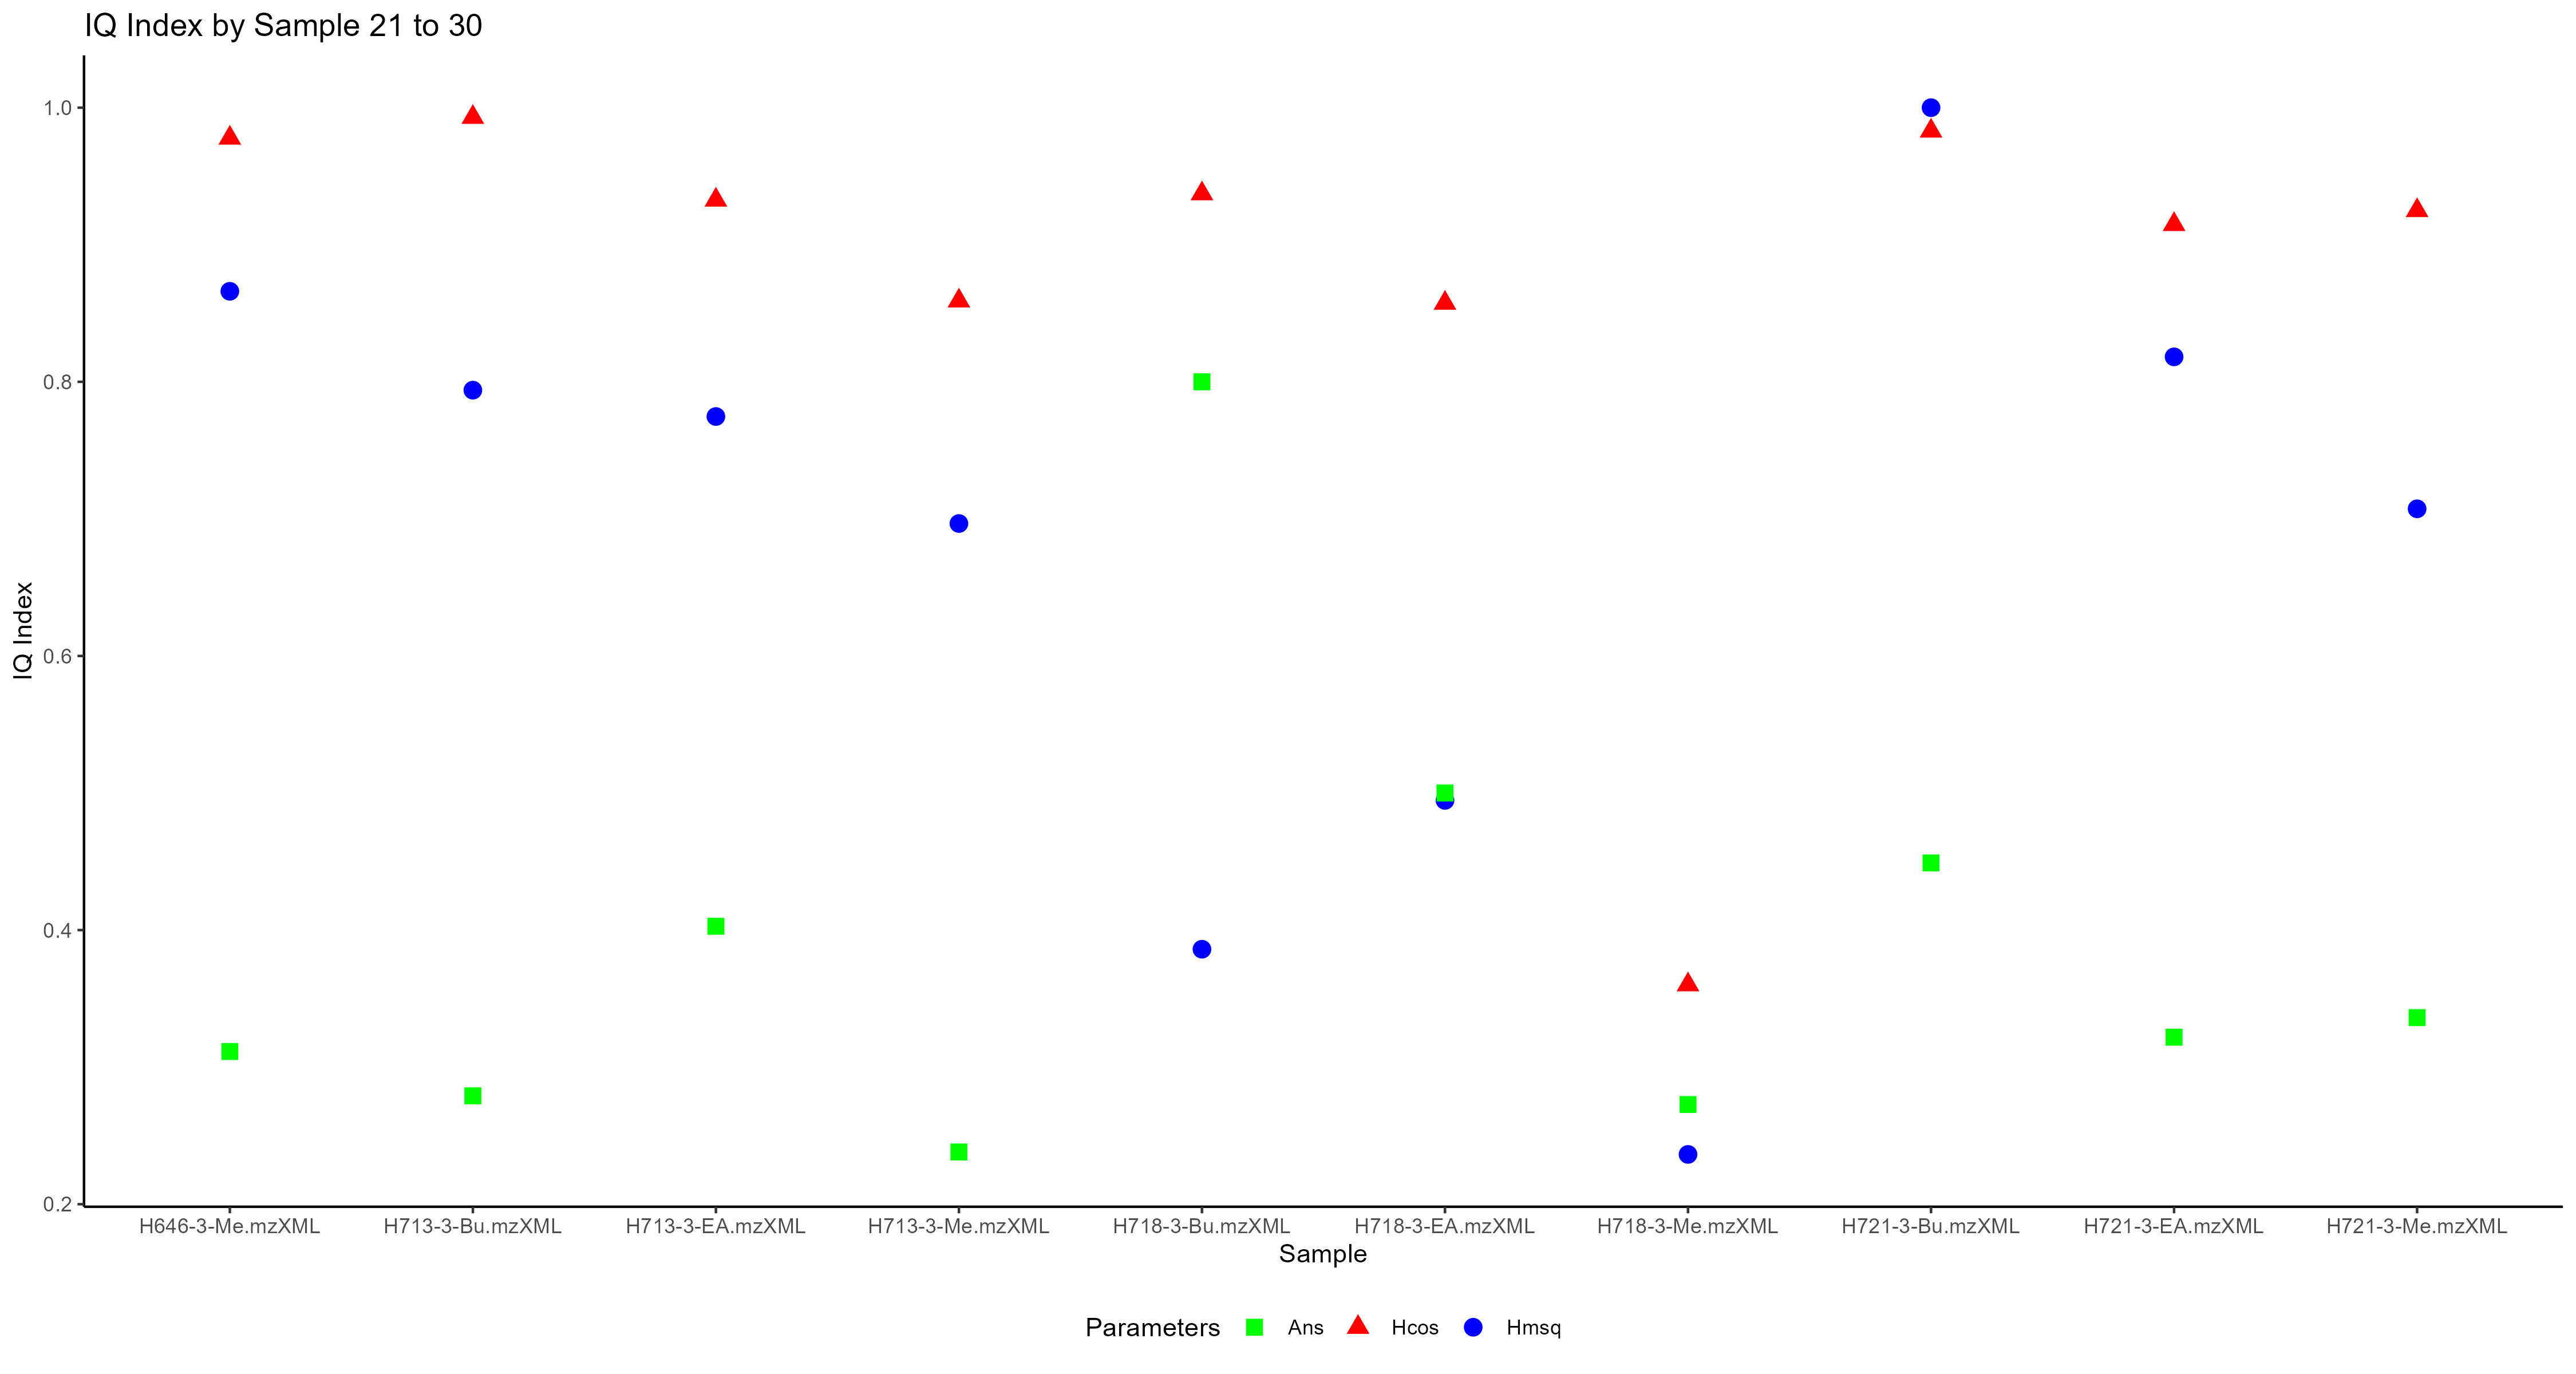 IQ Index by Sample 21 to 30
IQ Index
1.0
0.8
0.6
0.4
0.2
H646-3-Me.mzXML H713-3-Bu.mzXML H713-3-EA.mzXML H713-3-Me.mzXML H718-3-Bu.mzXML H718-3-EA.mzXML H718-3-Me.mzXML H721-3-Bu.mzXML H721-3-EA.mzXML H721-3-Me.mzXML
Sample
Parameters Ans Hcos Hmsq